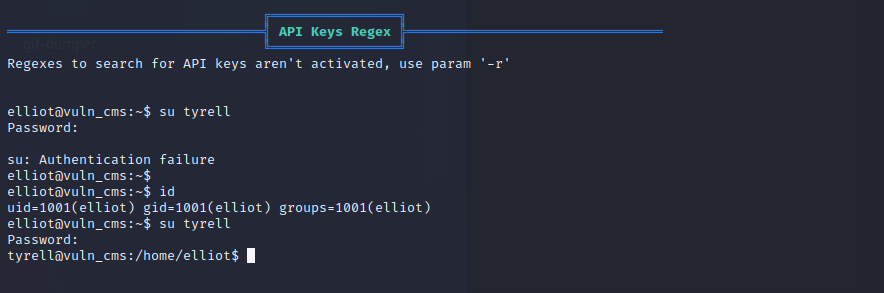 API Keys Regex
git-dumper
Regexes to search for API keys aren't activated, use param '-r'
elliot@vuln_cms:~$ su tyrell
Password:
su: Authentication failure
elliot@vuln_cms:~$
elliot@vuln_cms:~$ id
uid=1001(elliot) gid=1001(elliot) groups=1001(elliot)
elliot@vuln_cms:~$ su tyrell
Password:
tyrell@vuln_cms:/home/elliot$